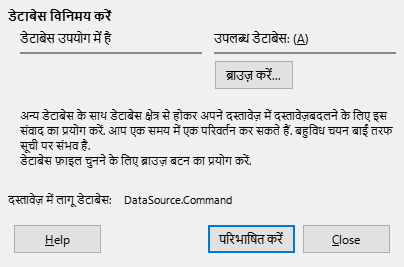 डेटाबेस विनिमय करें
डेटाबेस उपयोग में है
उपलब्ध डेटाबेस: (A)
ब्राउज़ करें...
अन्य डेटाबेस के साथ डेटाबेस क्षेत्र से होकर अपने दस्तावेज़ में दस्तावेज़बदलने के लिए इस
संवाद का प्रयोग करें. आप एक समय में एक परिवर्तन कर सकते हैं. बहुविध चयन बाईं तरफ
सूची पर संभव है.
डेटाबेस फ़ाइल चुनने के लिए ब्राउज़ बटन का प्रयोग करें.
दस्तावेज़ में लागू डेटाबेस: DataSource.Command
Help परिभाषित करें Close